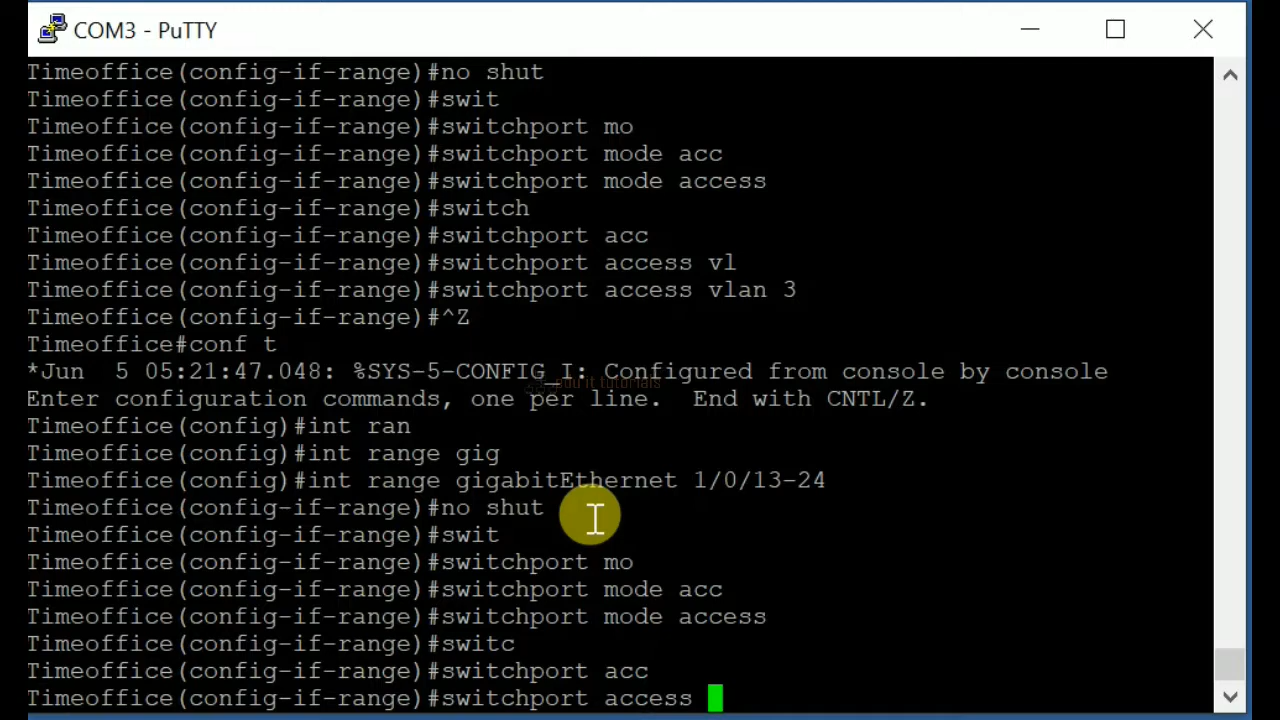 COM3 - PuTTY
Timeoffice(config-if-range)#no shut
Timeoffice(config-if-range)#swit
Timeoffice(config-if-range)#switchport mo
Timeoffice(config-if-range)#switchport mode acc
Timeoffice(config-if-range)#switchport mode access
Timeoffice(config-if-range)#switch
Timeoffice(config-if-range)#switchport acc
Timeoffice(config-if-range)#switchport access vl
Timeoffice(config-if-range)#switchport access vlan 3
Timeoffice(config-if-range)#^Z
Timeoffice#conf t
*Jun  5 05:21:47.048: %SYS-5-CONFIG_I: Configured from console by console
Enter configuration commands, one per line.  End with CNTL/Z.
Timeoffice(config)#int ran
Timeoffice(config)#int range gig
Timeoffice(config)#int range gigabitEthernet 1/0/13-24
Timeoffice(config-if-range)#no shut
Timeoffice(config-if-range)#swit
Timeoffice(config-if-range)#switchport mo
Timeoffice(config-if-range)#switchport mode acc
Timeoffice(config-if-range)#switchport mode access
Timeoffice(config-if-range)#switc
Timeoffice(config-if-range)#switchport acc
Timeoffice(config-if-range)#switchport access